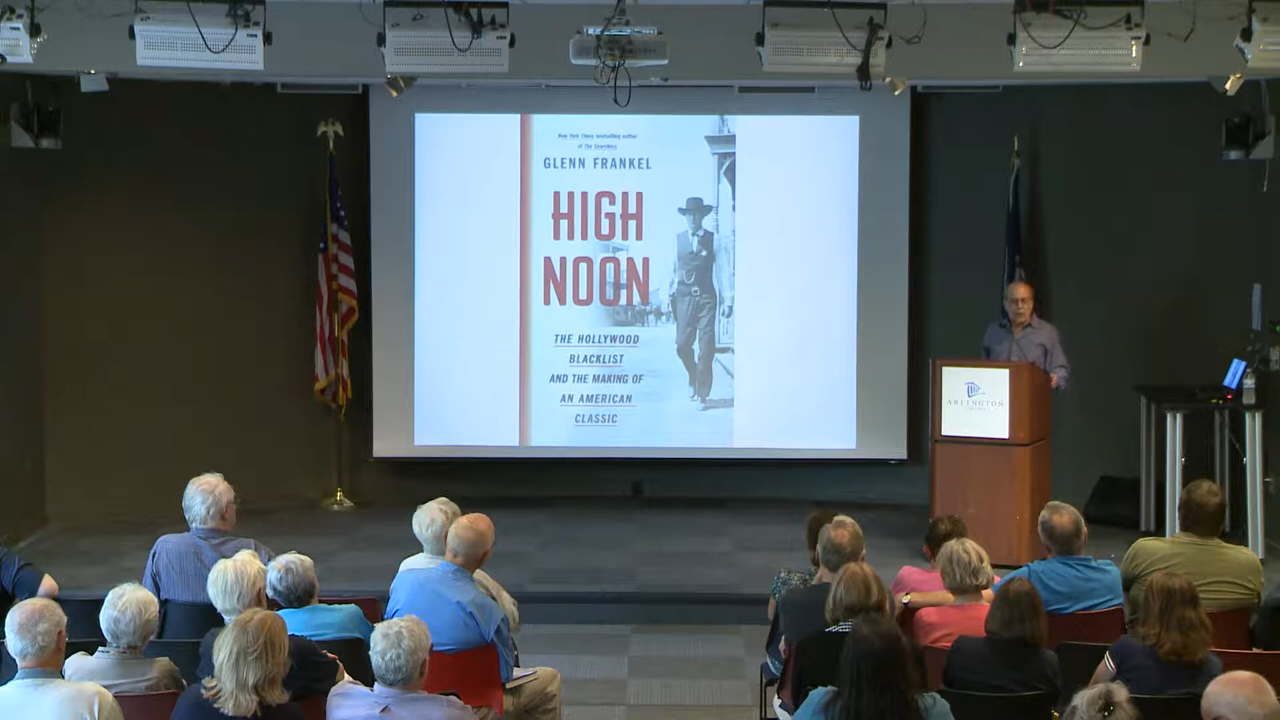 New York Times bestselling author
of The Searchers
GLENN FRANKEL
HIGH
NOON
THE HOLLYWOOD
BLACKLIST
AND THE MAKING OF
AN AMERICAN
CLASSIC
ARLINGTON